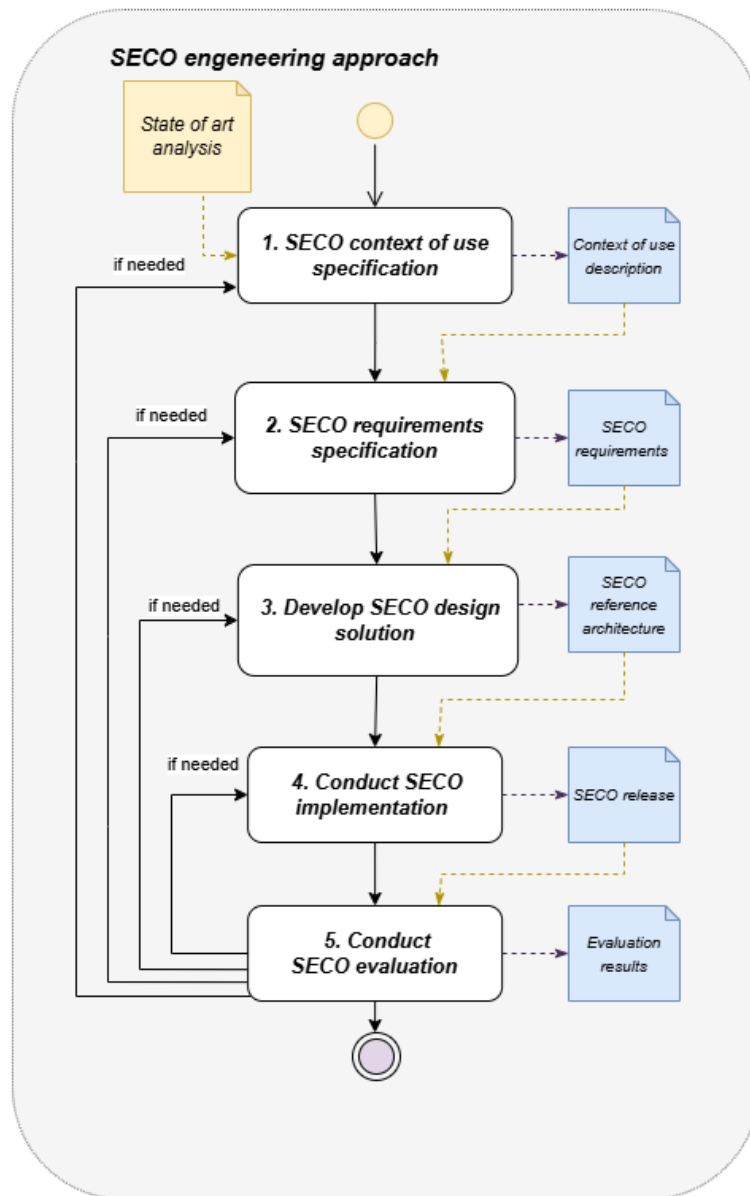 SECO engeneering approach
State of art
analysis
1. SECO context of use
specification
Context of use
description
if needed
2. SECO requirements
specification
SECO
requirements
if needed
3. Develop SECO design
solution
SECO
reference
architecture
if needed
4. Conduct SECO
implementation
SECO release
if needed
5. Conduct
SECO evaluation
Evaluation
results